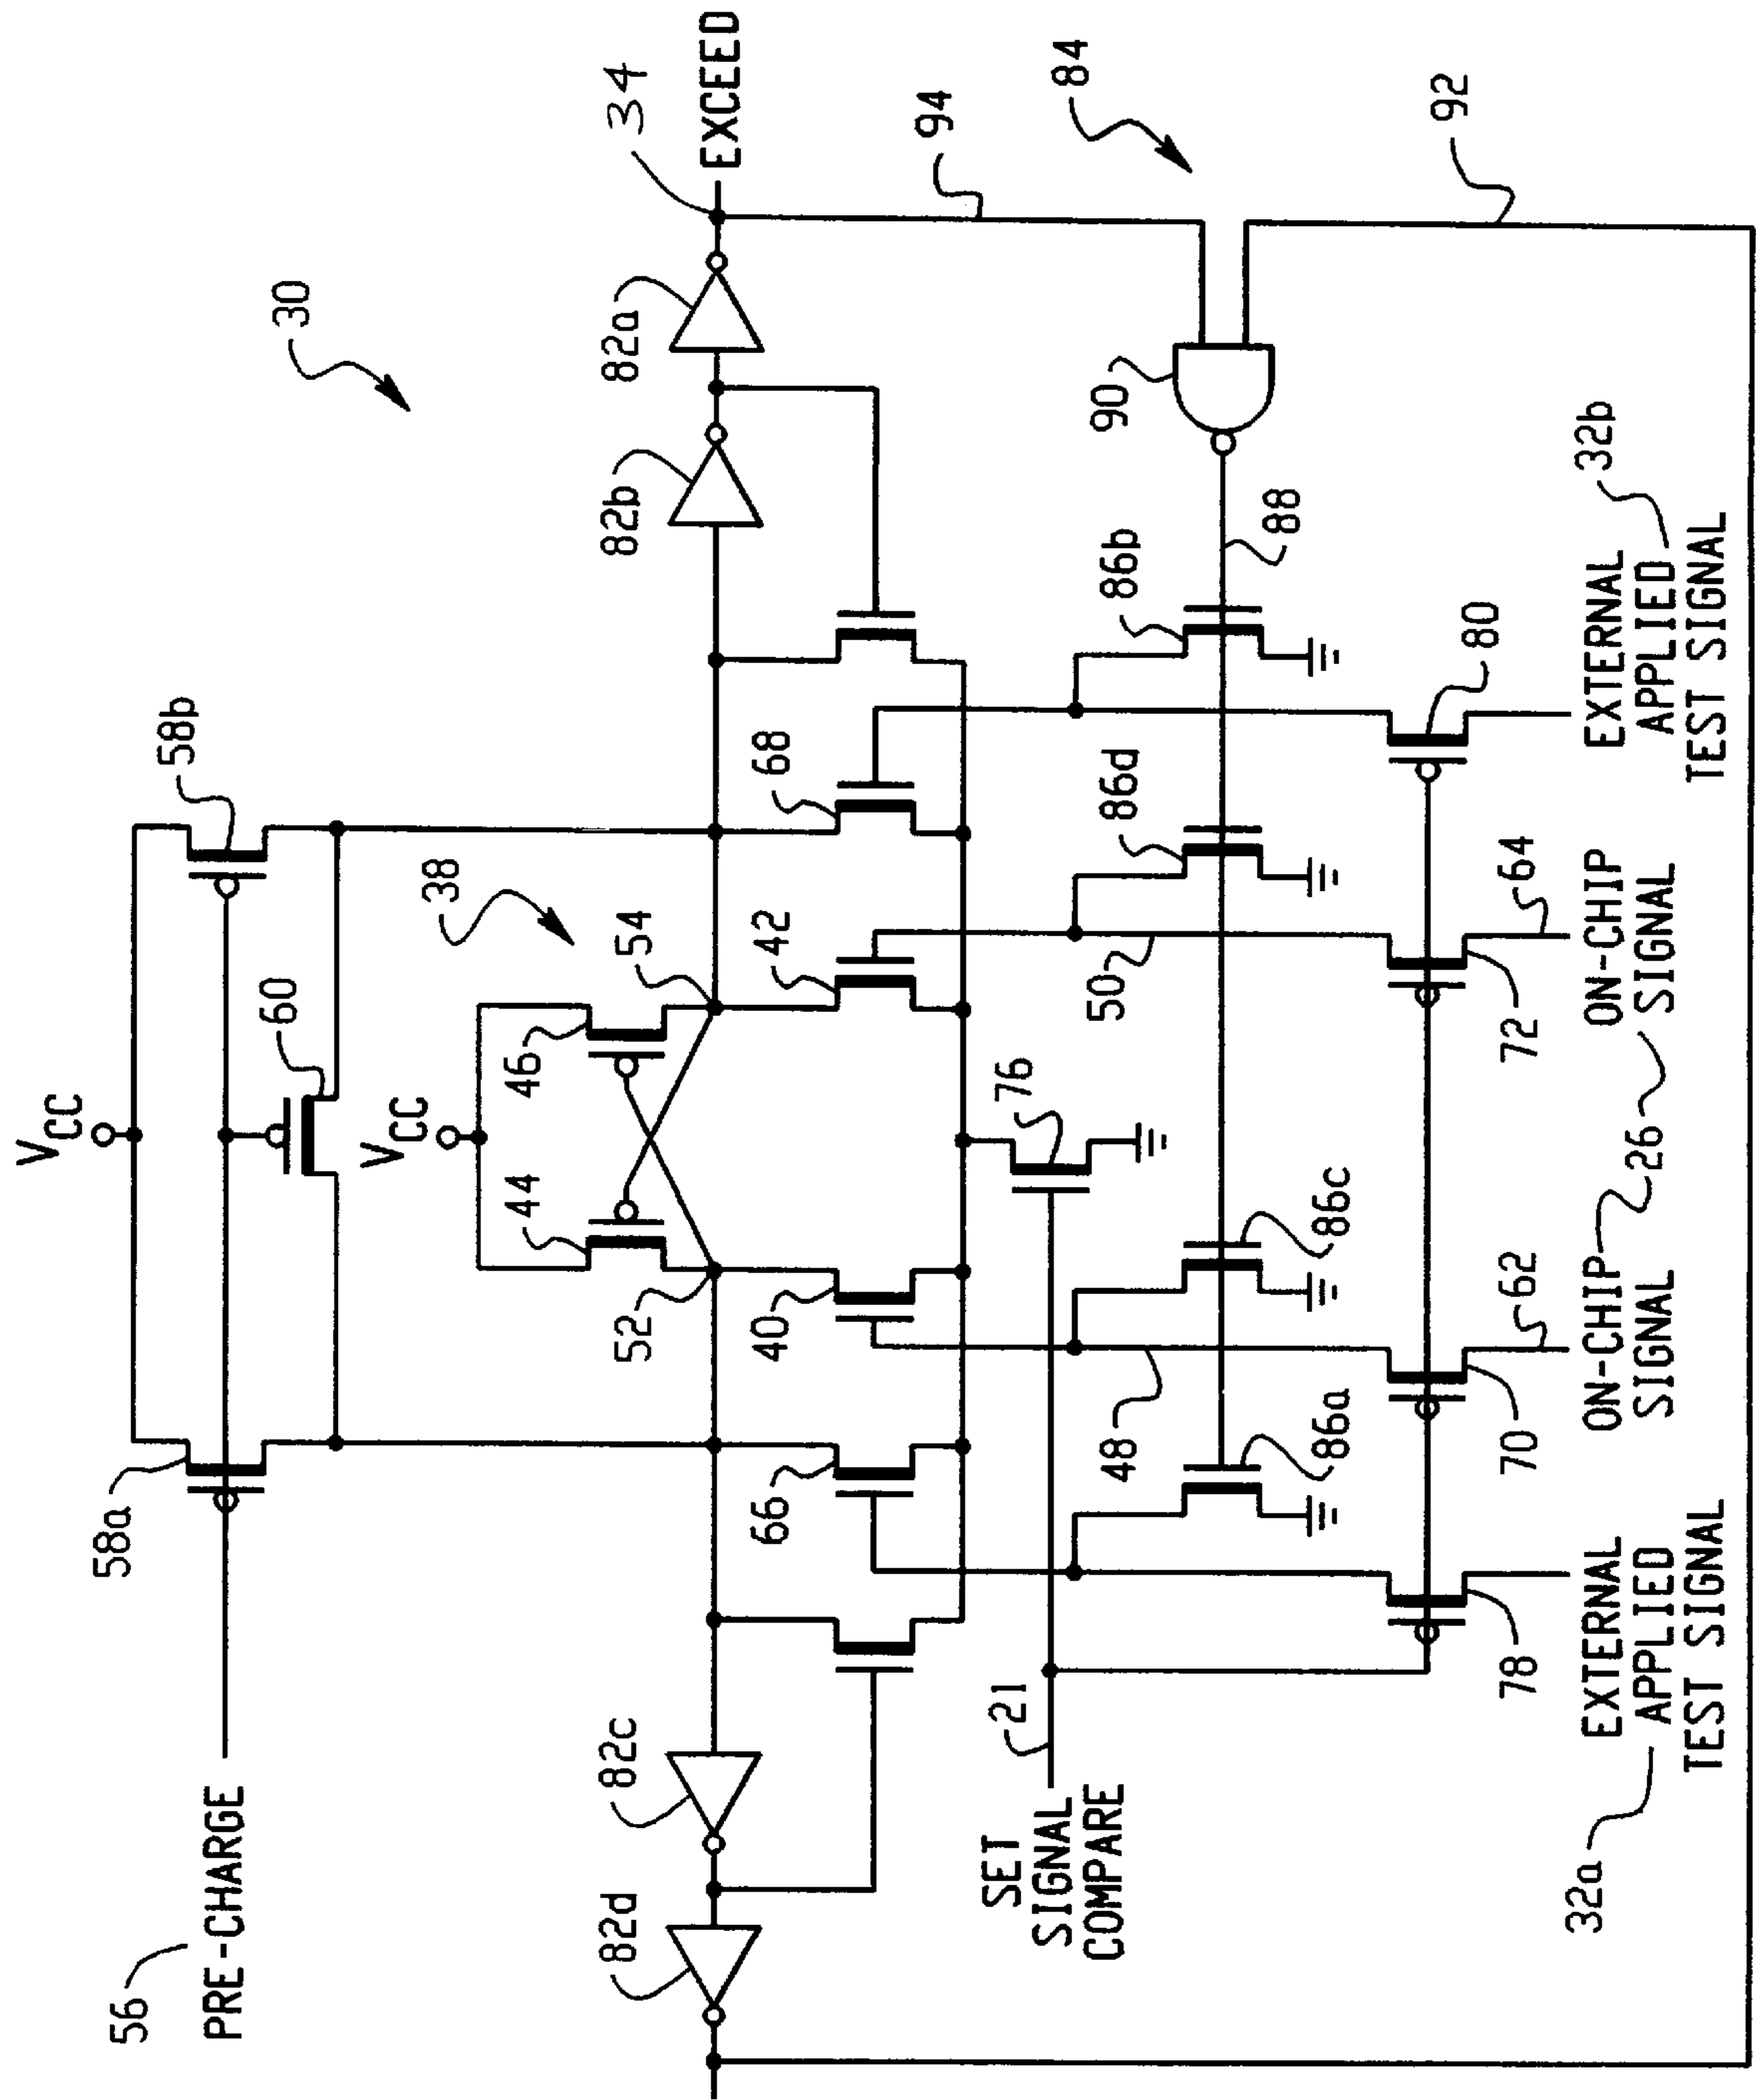 30
V CC
58a
58b
60
56
PRE-CHARGE
V CC
38
44
46
52
54
34
EXCEED
82d
82c
82b
82a
66
40
42
68
94
84
76
SET
SIGNAL
COMPARE
21
48
50
86a
86c
86d
86b
88
90
92
78
70
62
72
64
80
32a
EXTERNAL
APPLIED
TEST SIGNAL
ON-CHIP
SIGNAL
26
ON-CHIP
SIGNAL
EXTERNAL
APPLIED
TEST SIGNAL
32b